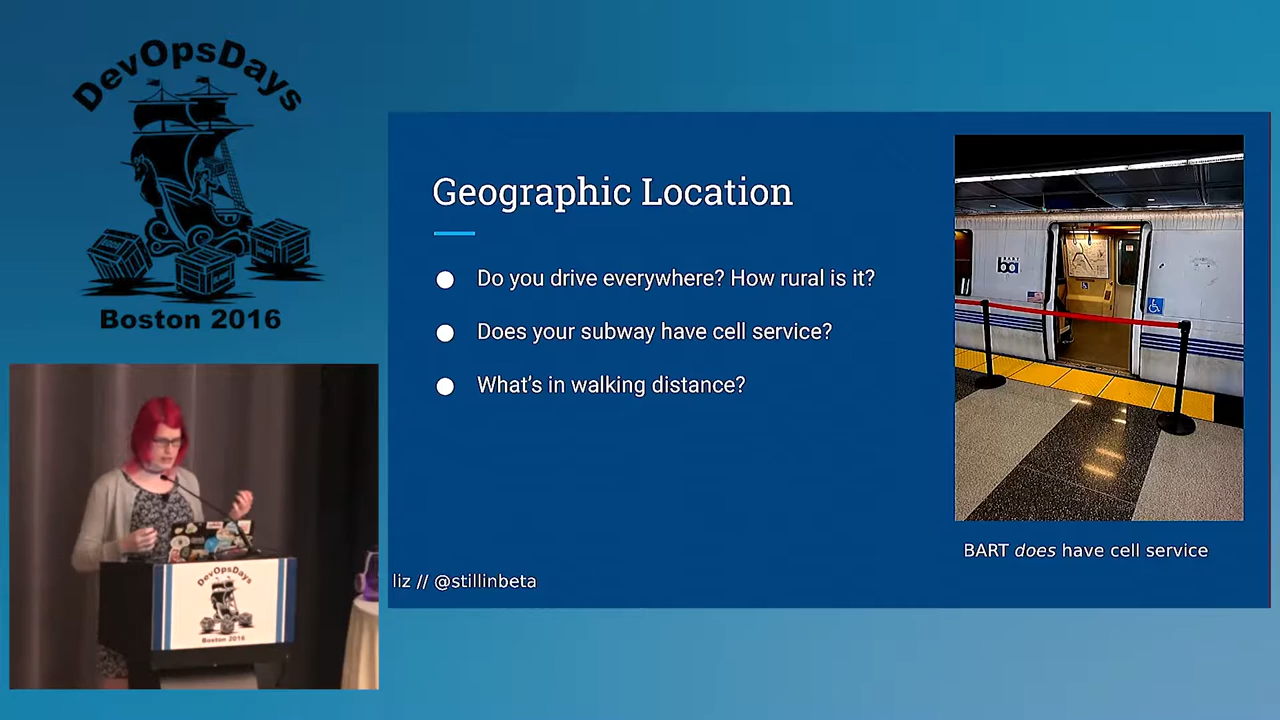 DevOpsDays
Boston 2016
Geographic Location
● Do you drive everywhere? How rural is it?
● Does your subway have cell service?
● What's in walking distance?
ba
BART does have cell service
liz // @stillinbeta
DevOpsDays
Boston 2016